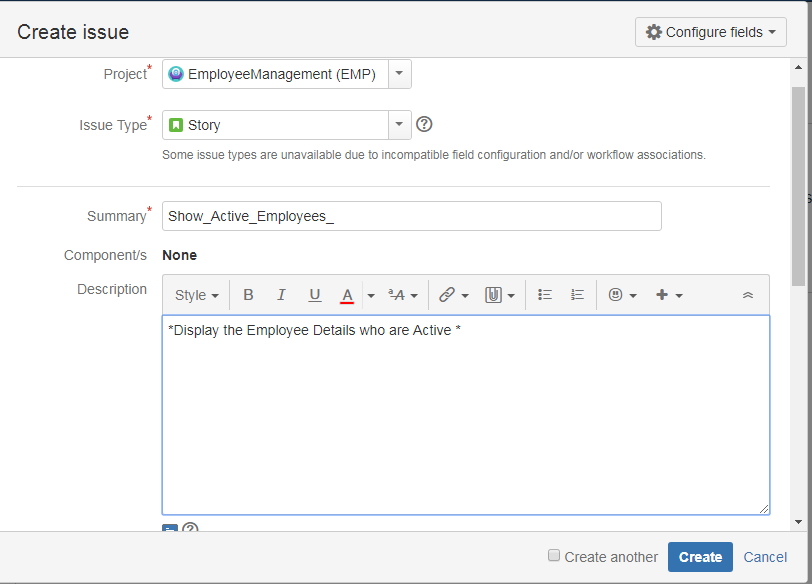 Create issue
Configure fields
Project*
EmployeeManagement (EMP)
Issue Type*
Story
Some issue types are unavailable due to incompatible field configuration and/or workflow associations.
Summary*
Show_Active_Employees_
Component/s
None
Description
Style B I U A ªA
*Display the Employee Details who are Active *
Create another
Create
Cancel